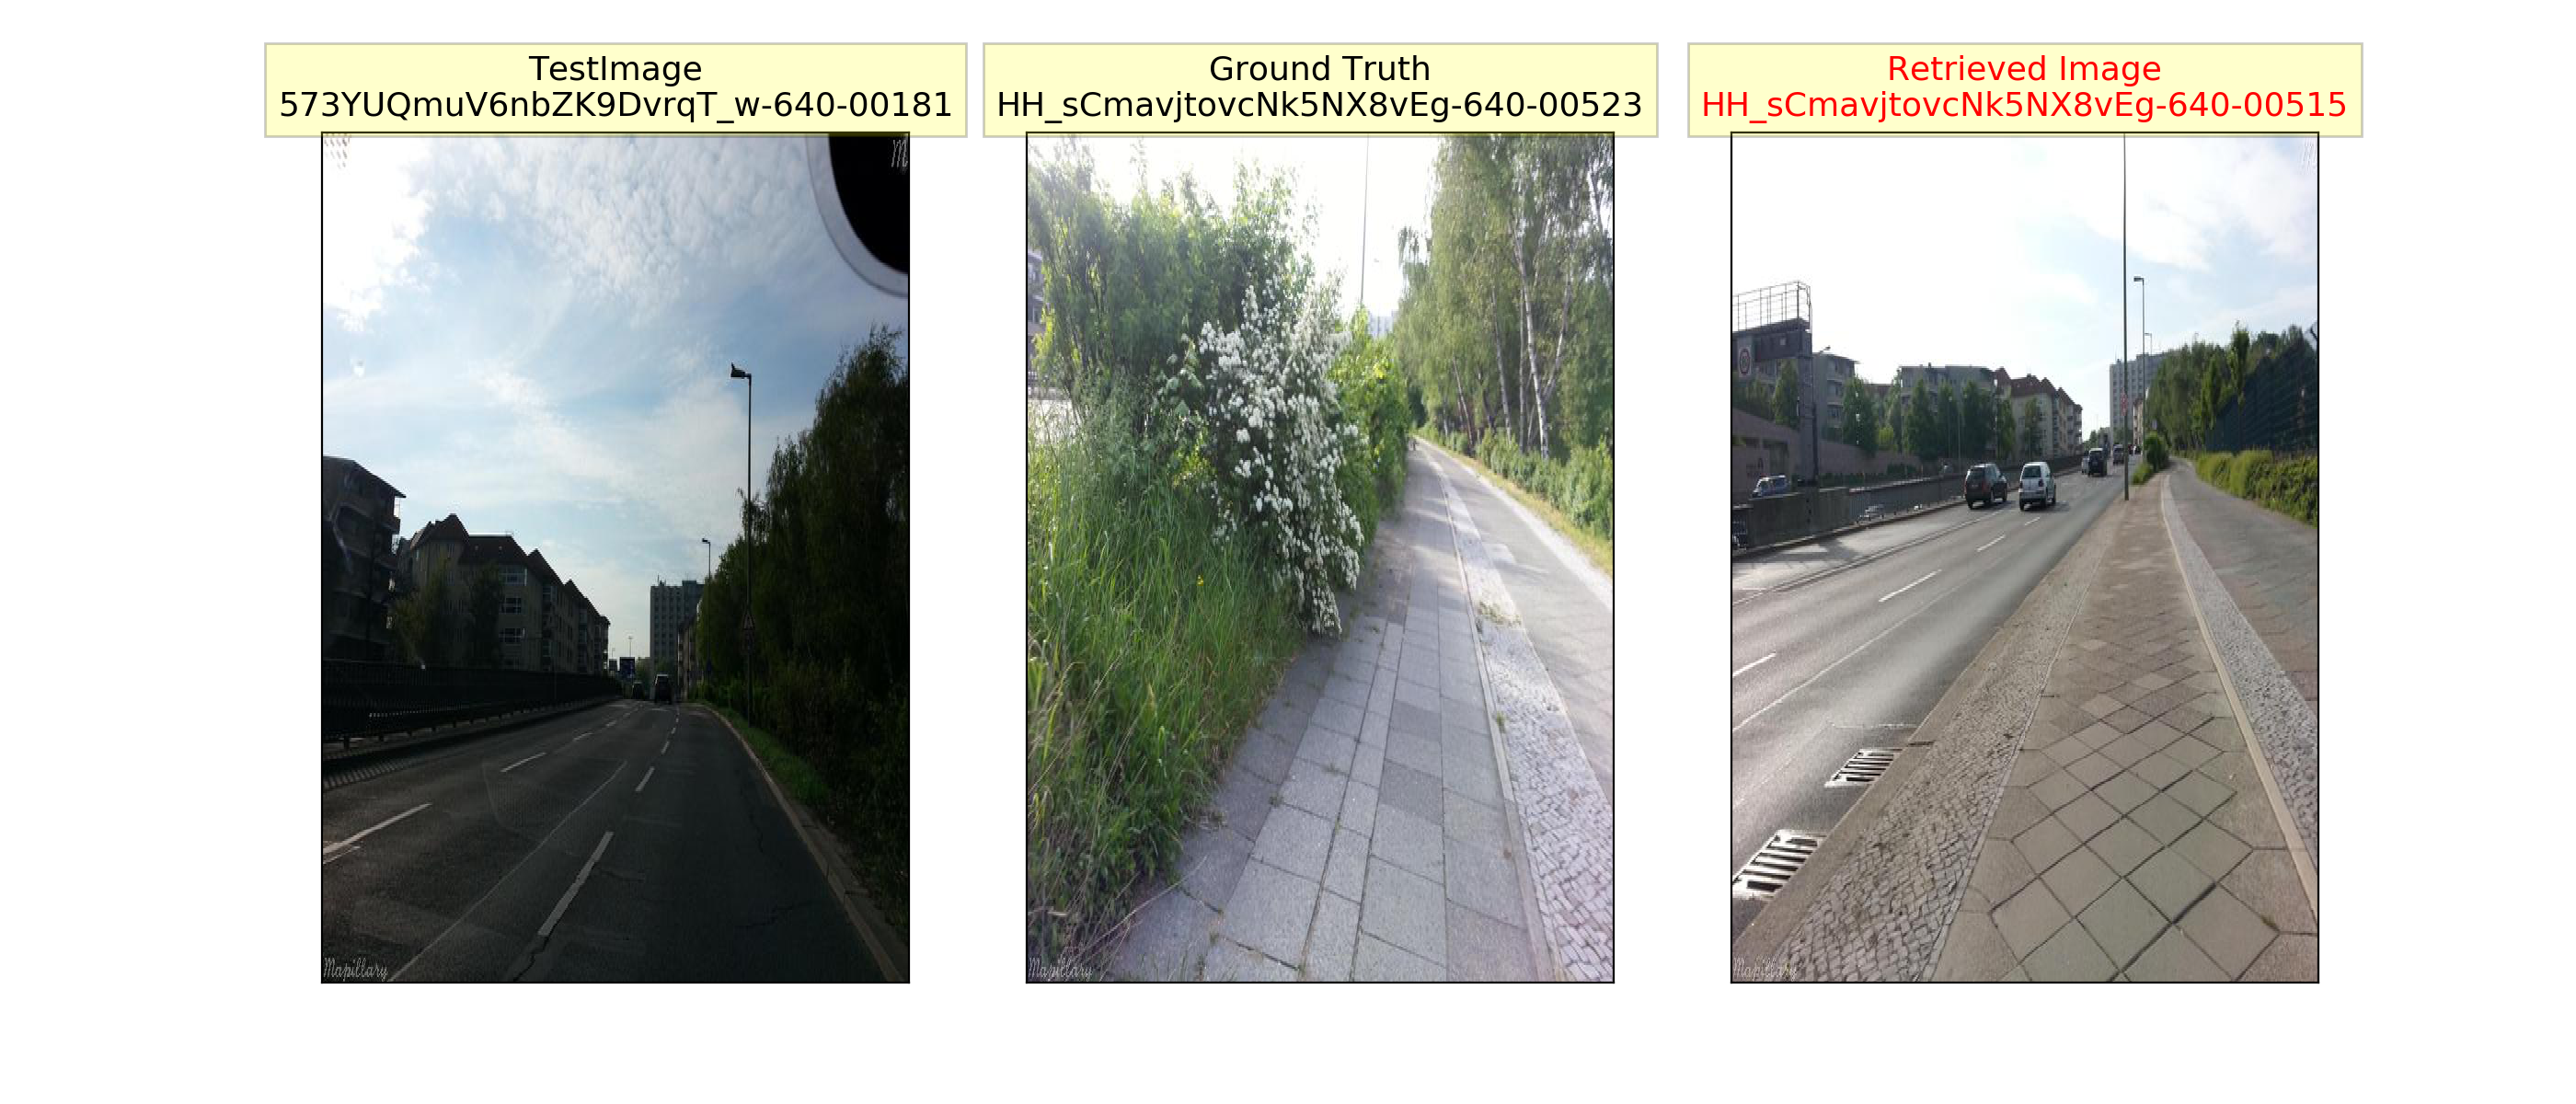 TestImage
573YUQmuV6nbZK9DvrqT_w-640-00181
Ground Truth
HH_sCmavjtovcNk5NX8vEg-640-00523
Retrieved Image
HH_sCmavjtovcNk5NX8vEg-640-00515
M
Mapillary
Mapillary
Mapillary